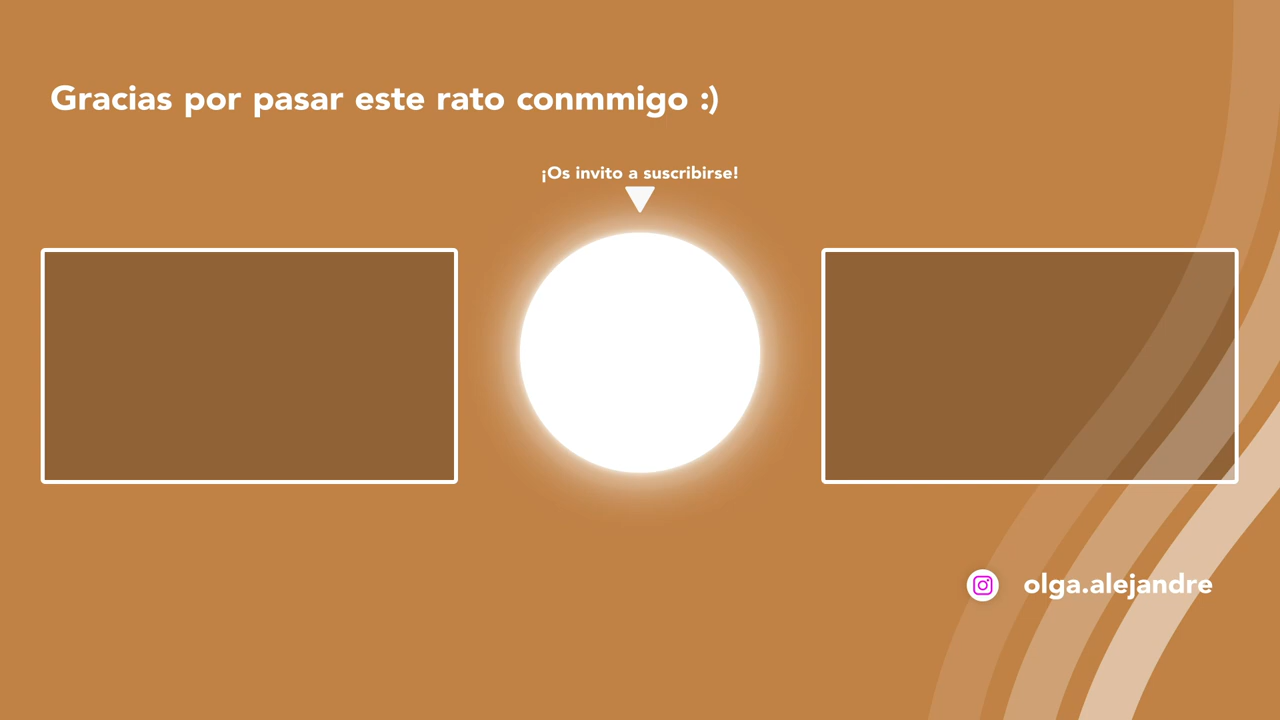 Gracias por pasar este rato conmmigo :)
¡Os invito a suscribirse!
olga.alejandre